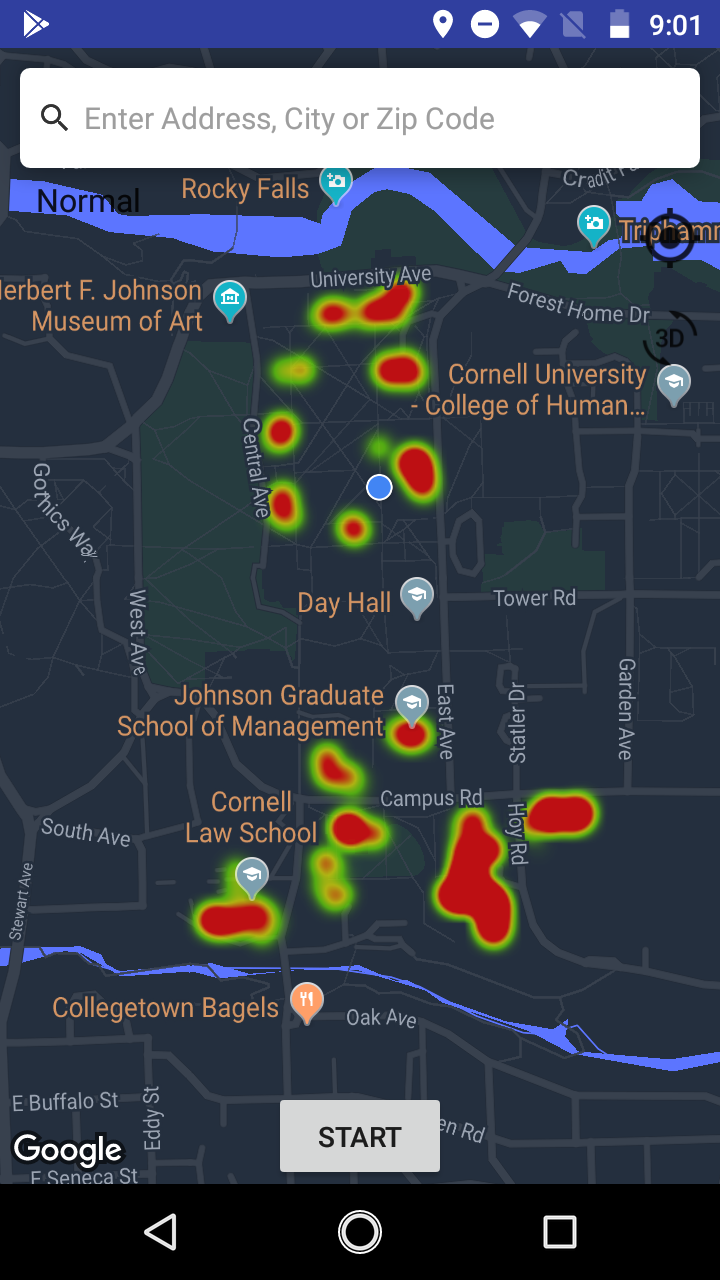 9:01
Enter Address, City or Zip Code
Normal
Rocky Falls
University Ave
Herbert F. Johnson
Museum of Art
Forest Home Dr
3D
Cornell University
- College of Human...
Central Ave
Gothics Way
Day Hall
Tower Rd
West Ave
Johnson Graduate
School of Management
East Ave
Statler Dr
Garden Ave
Campus Rd
Cornell
Law School
South Ave
Hoy Rd
Stewart Ave
Collegetown Bagels
Oak Ave
E Buffalo St
Eddy St
START
en Rd
Google
E Seneca St